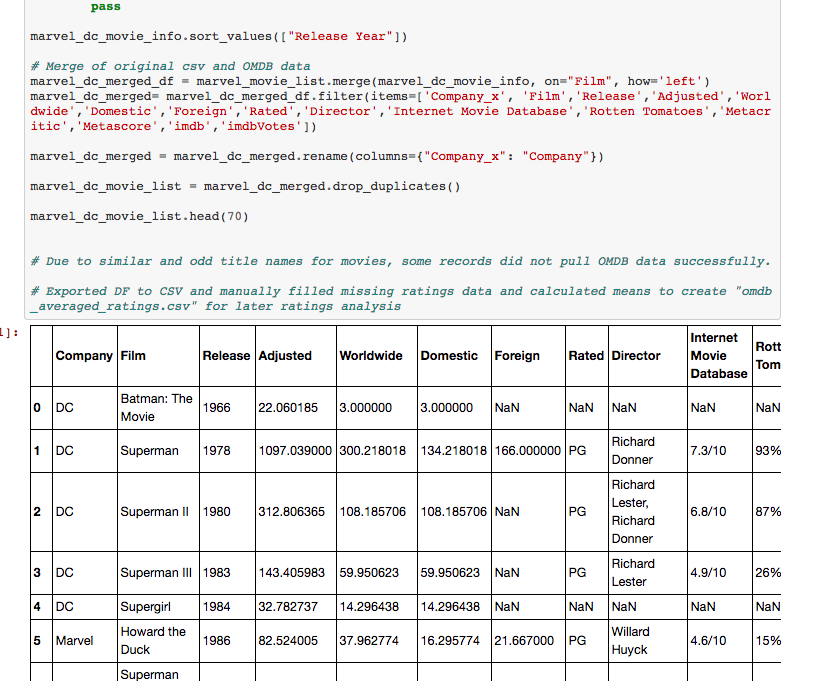 pass
marvel_dc_movie_info.sort_values(["Release Year"])
# Merge of original csv and OMDB data
marvel_dc_merged_df = marvel_movie_list.merge(marvel_dc_movie_info, on="Film", how='left')
marvel_dc_merged= marvel_dc_merged_df.filter(items=['Company_x', 'Film','Release','Adjusted','Worl
dwide','Domestic','Foreign','Rated','Director','Internet Movie Database','Rotten Tomatoes','Metacr
itic','Metascore','imdb','imdbVotes'])
marvel_dc_merged = marvel_dc_merged.rename(columns={"Company_x": "Company"})
marvel_dc_movie_list = marvel_dc_merged.drop_duplicates()
marvel_dc_movie_list.head(70)
# Due to similar and odd title names for movies, some records did not pull OMDB data successfully.
# Exported DF to CSV and manually filled missing ratings data and calculated means to create "omdb
_averaged_ratings.csv" for later ratings analysis
]:
Company Film Release Adjusted Worldwide Domestic Foreign Rated Director Internet Movie Database Rott Tom
0 DC Batman: The Movie 1966 22.060185 3.000000 3.000000 NaN NaN NaN NaN NaN
1 DC Superman 1978 1097.039000 300.218018 134.218018 166.000000 PG Richard Donner 7.3/10 93%
2 DC Superman II 1980 312.806365 108.185706 108.185706 NaN PG Richard Lester, Richard Donner 6.8/10 87%
3 DC Superman III 1983 143.405983 59.950623 59.950623 NaN PG Richard Lester 4.9/10 26%
4 DC Supergirl 1984 32.782737 14.296438 14.296438 NaN NaN NaN NaN NaN
5 Marvel Howard the Duck 1986 82.524005 37.962774 16.295774 21.667000 PG Willard Huyck 4.6/10 15%
Superman